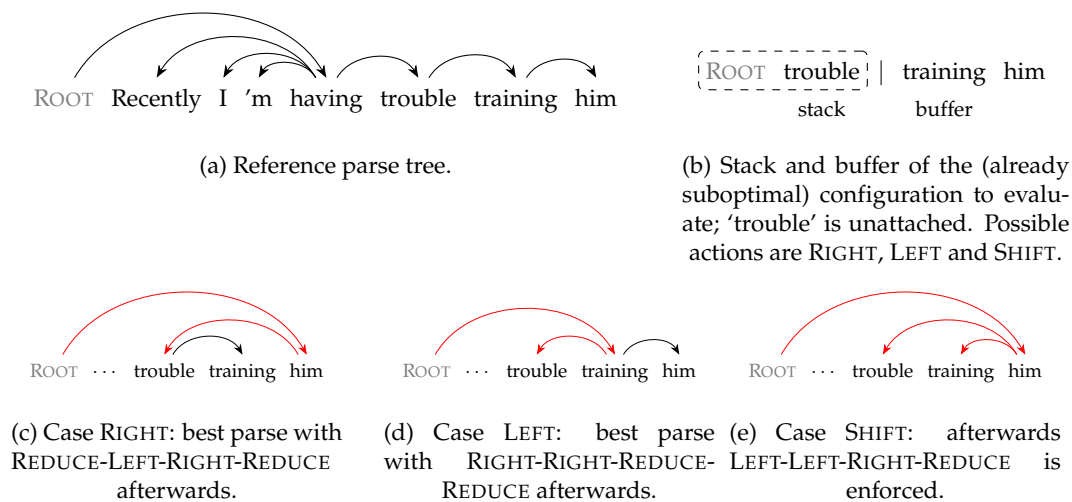 ROOT Recently I 'm having trouble training him
(a) Reference parse tree.
ROOT trouble | training him
stack buffer
(b) Stack and buffer of the (already
suboptimal) configuration to evalu-
ate; 'trouble' is unattached. Possible
actions are RIGHT, LEFT and SHIFT.
ROOT ··· trouble training him
(c) Case RIGHT: best parse with
REDUCE-LEFT-RIGHT-REDUCE
afterwards.
ROOT ··· trouble training him
(d) Case LEFT: best parse
with RIGHT-RIGHT-REDUCE-
REDUCE afterwards.
ROOT ··· trouble training him
(e) Case SHIFT: afterwards
LEFT-LEFT-RIGHT-REDUCE is
enforced.